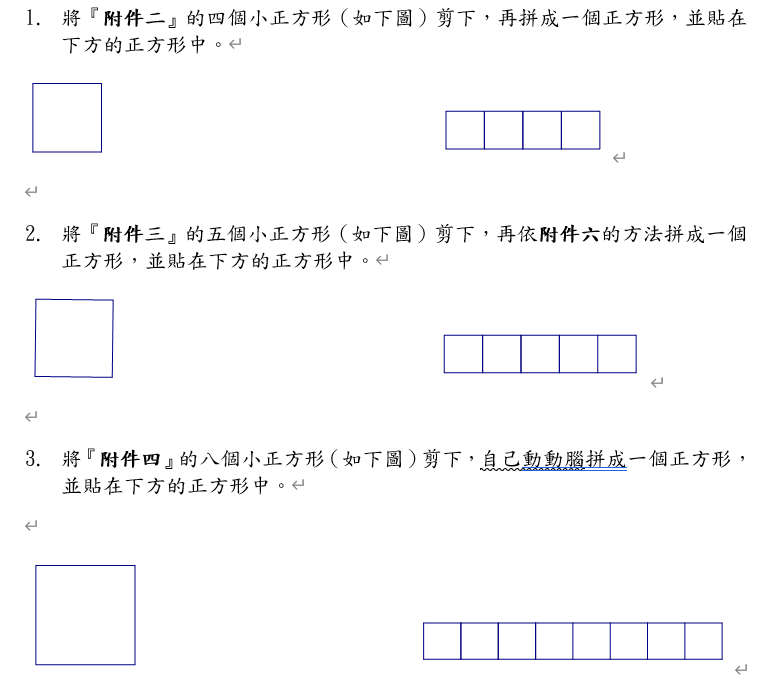 1. 將『附件二』的四個小正方形（如下圖）剪下，再拼成一個正方形，並貼在
下方的正方形中。
2. 將『附件三』的五個小正方形（如下圖）剪下，再依附件六的方法拼成一個
正方形，並貼在下方的正方形中。
3. 將『附件四』的八個小正方形（如下圖）剪下，自己動動腦拼成一個正方形，
並貼在下方的正方形中。